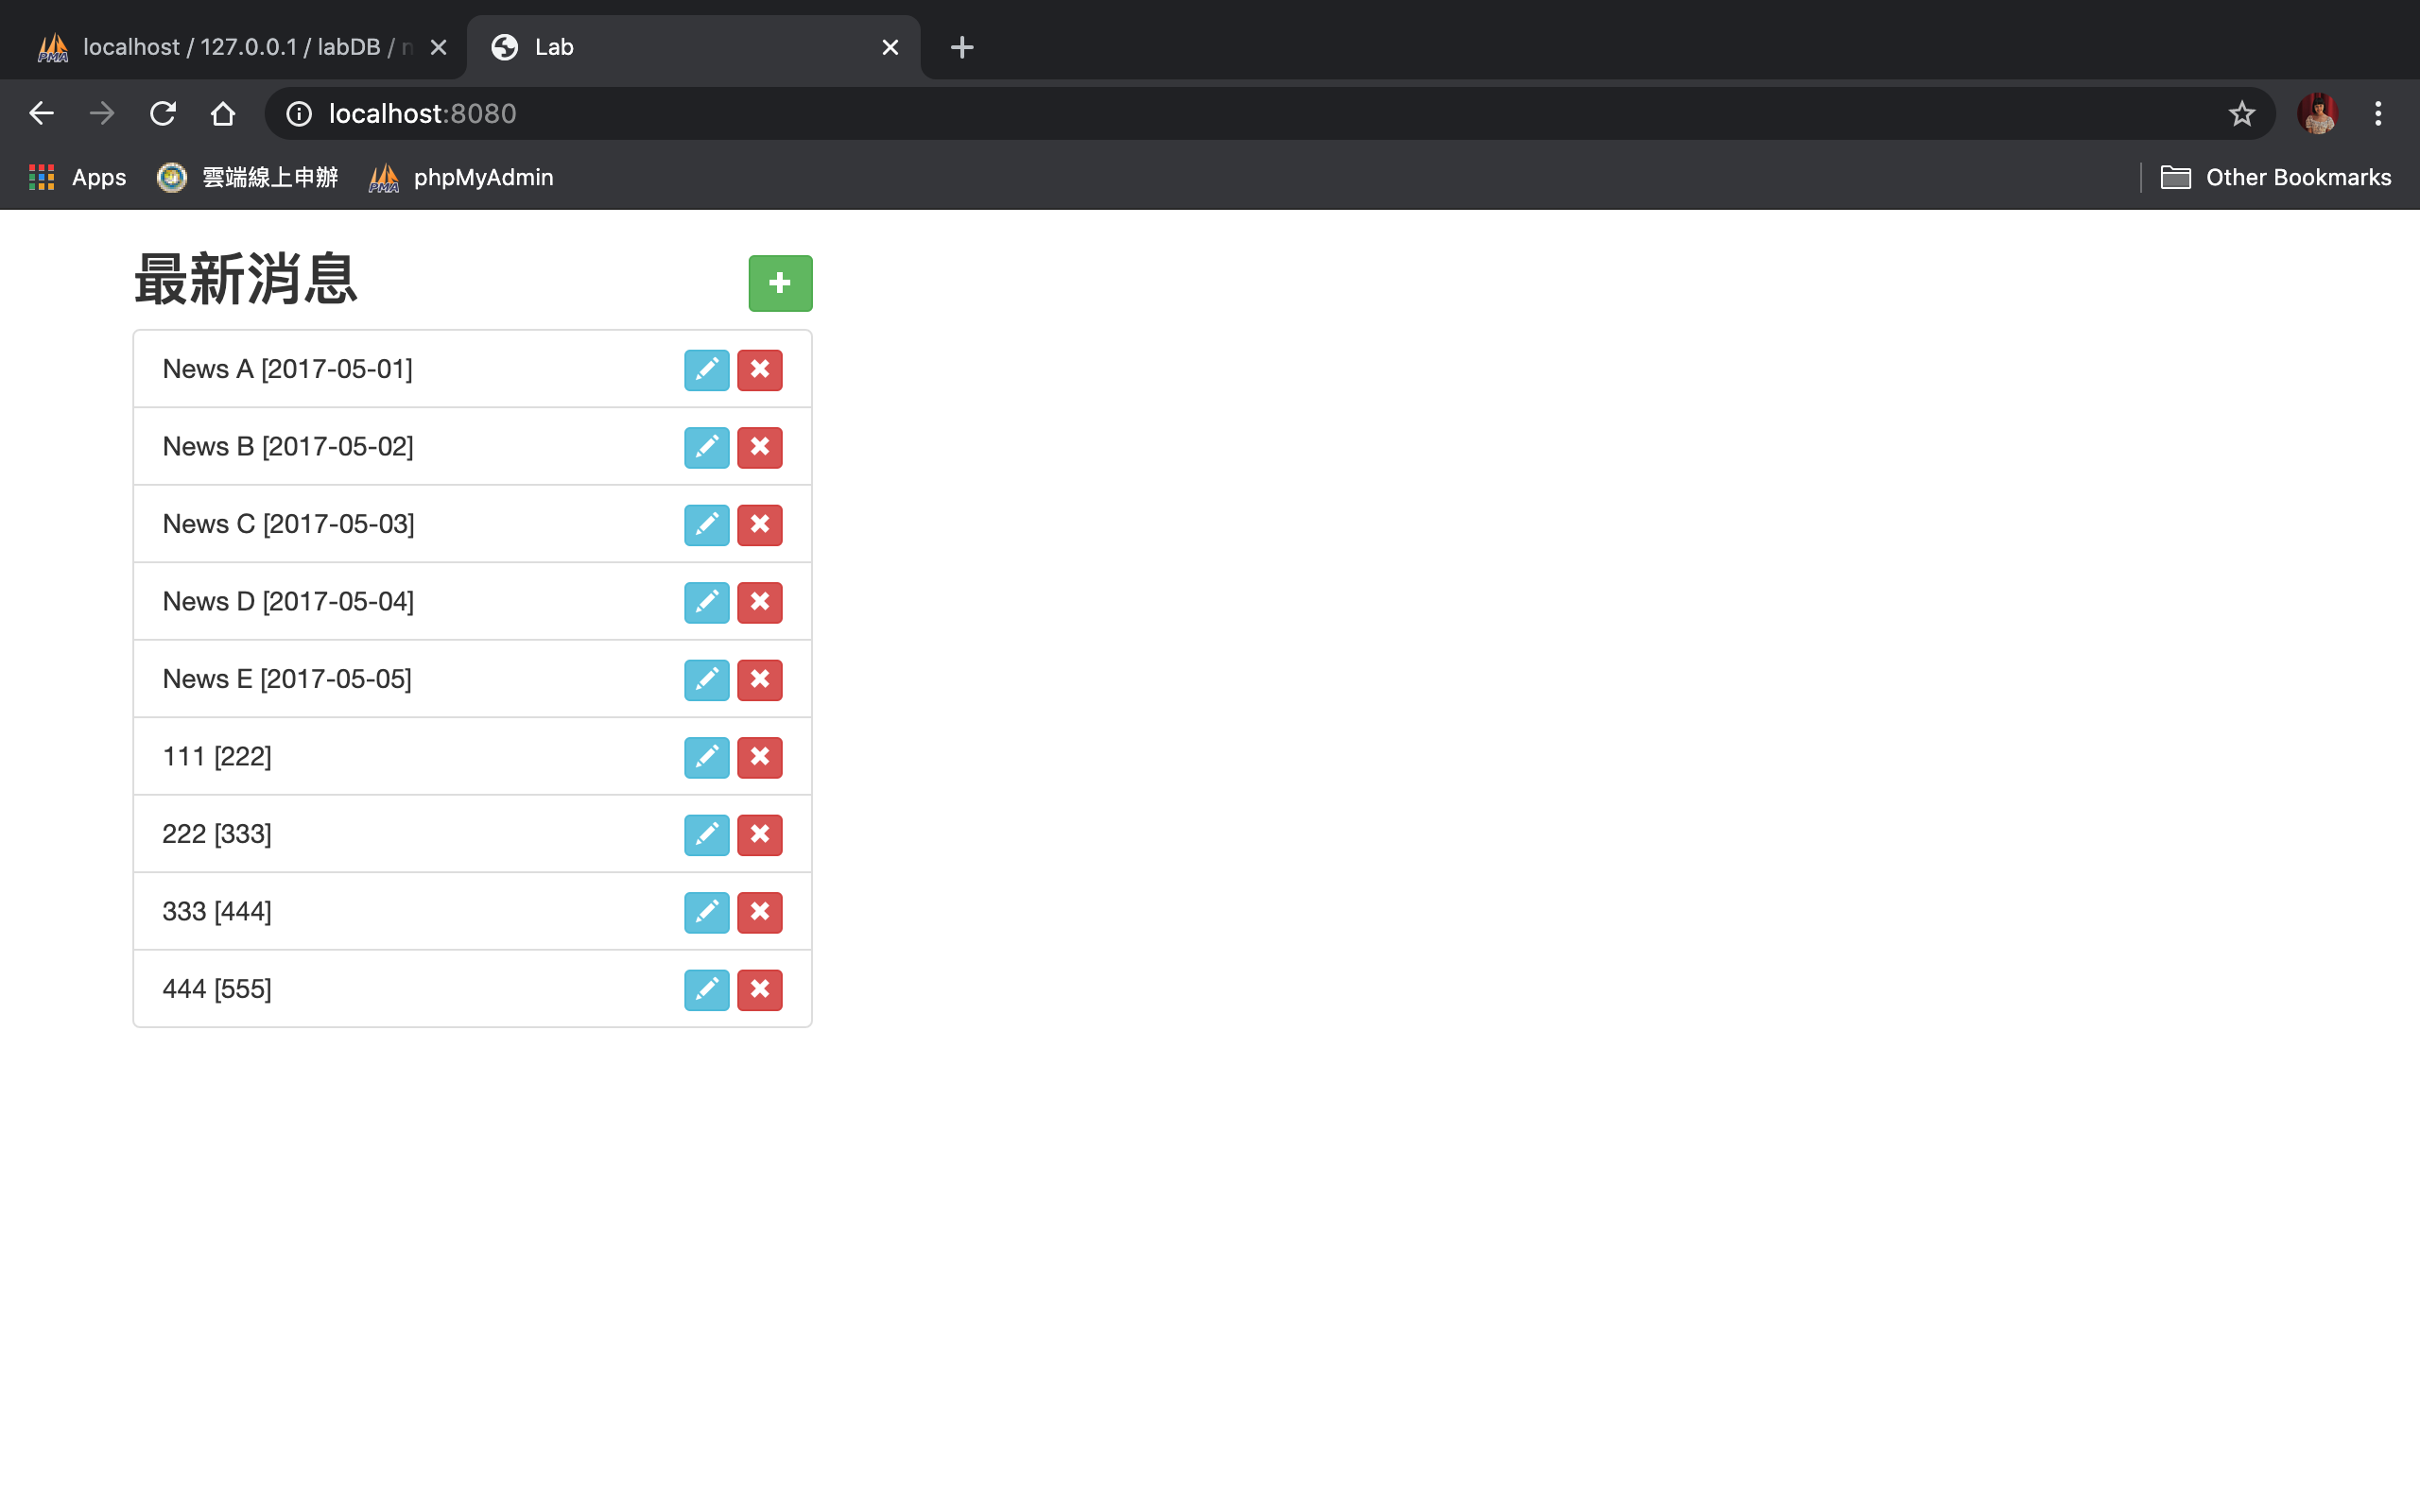 localhost / 127.0.0.1 / labDB /
Lab
localhost:8080
Apps
雲端線上申辦
PMA
phpMyAdmin
Other Bookmarks
最新消息
News A [2017-05-01]
News B [2017-05-02]
News C [2017-05-03]
News D [2017-05-04]
News E [2017-05-05]
111 [222]
222 [333]
333 [444]
444 [555]